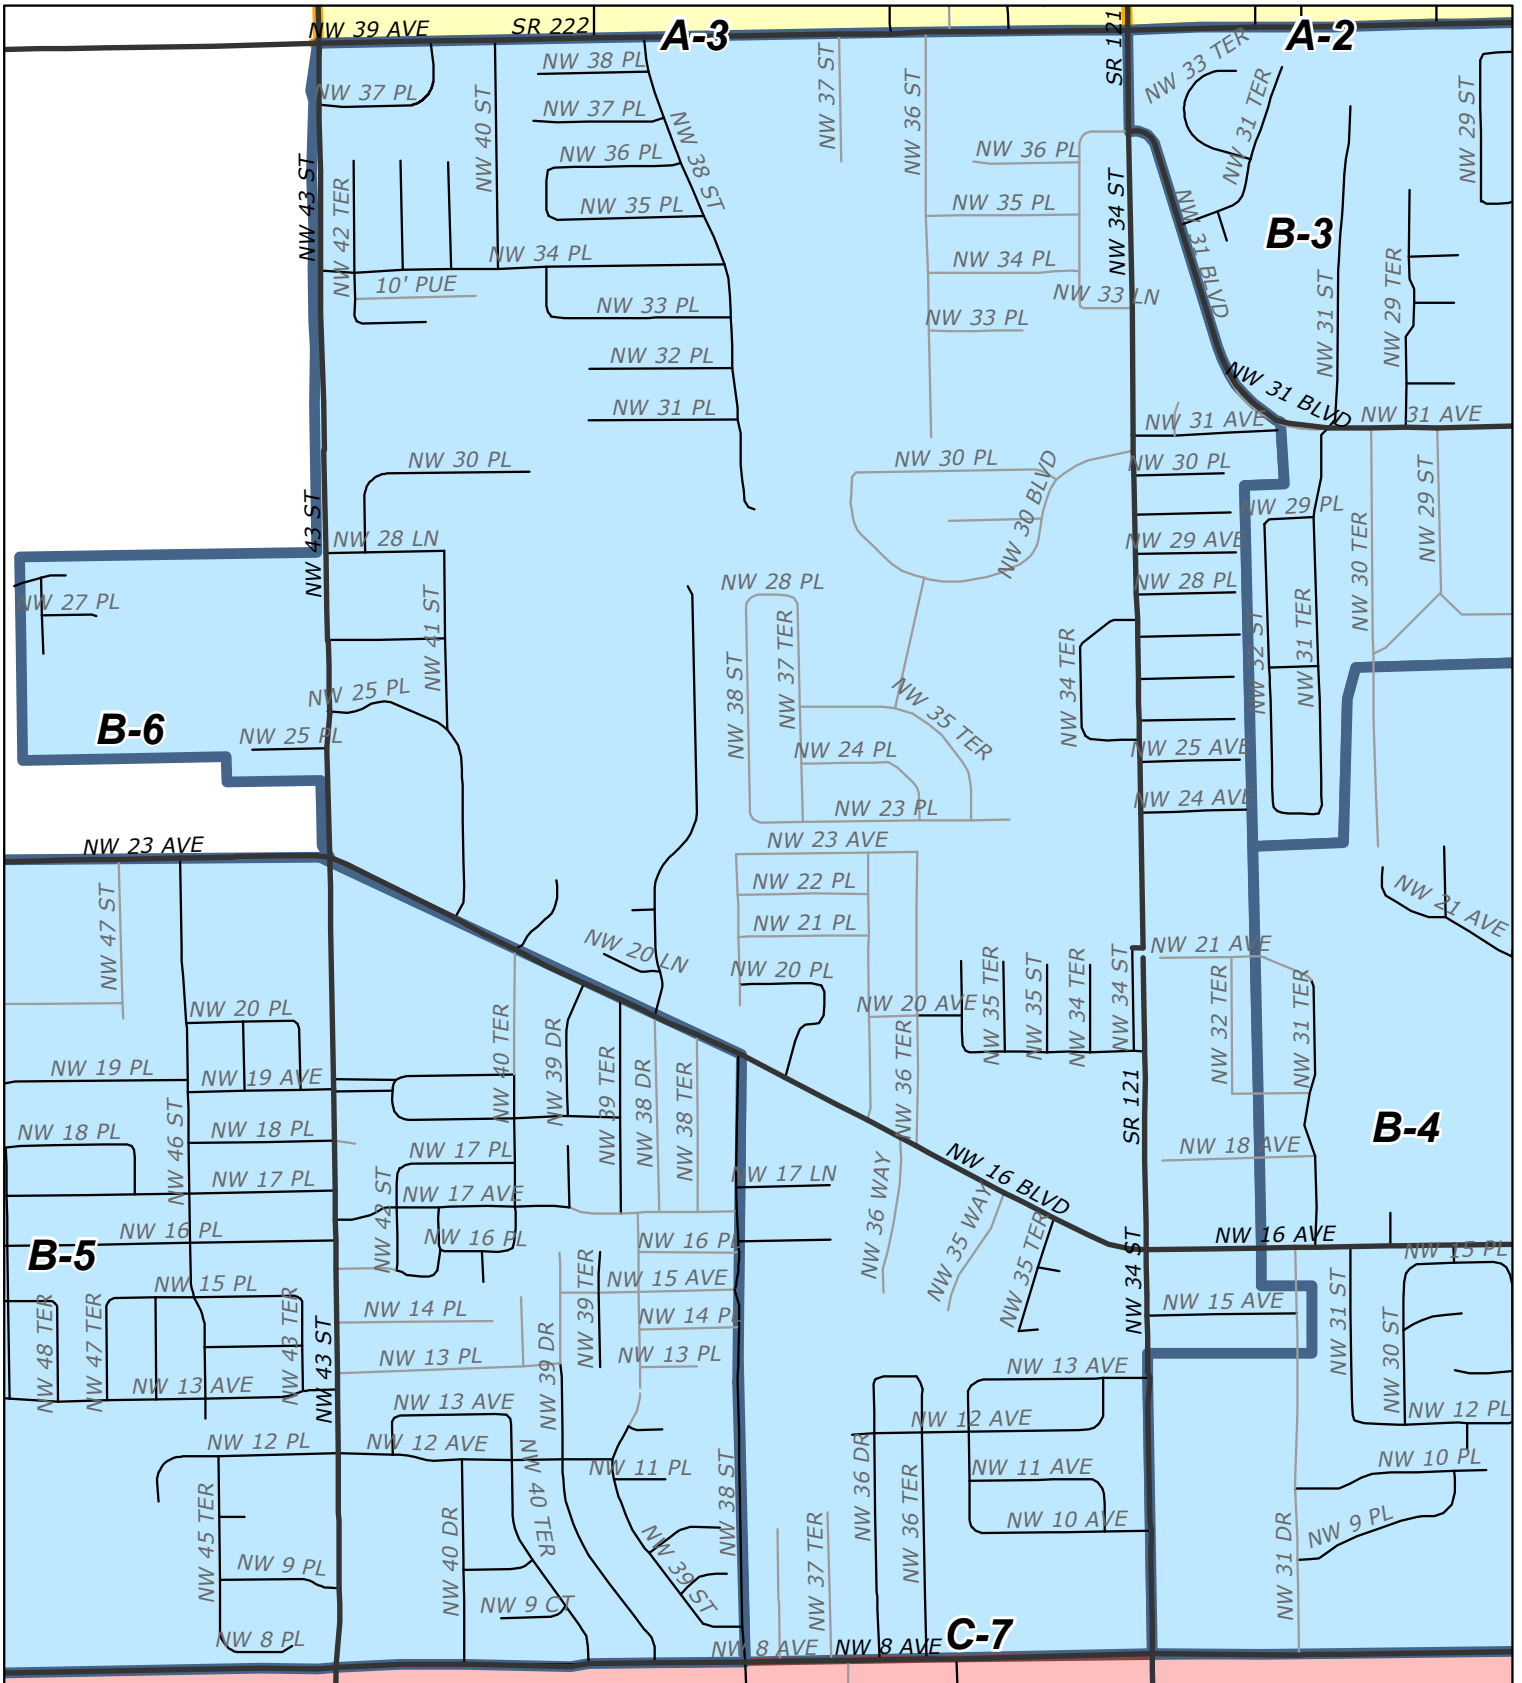 NW 39 AVE
SR 222
A-3
SR 121
A-2
NW 33 TER
NW 31 TER
NW 29 ST
NW 37 PL
NW 40 ST
NW 38 PL
NW 37 PL
NW 36 PL
NW 35 PL
NW 38 ST
NW 37 ST
NW 36 ST
NW 36 PL
NW 35 PL
NW 34 PL
NW 33 LN
NW 33 PL
NW 34 ST
NW 31 BLVD
B-3
NW 43 ST
NW 42 TER
NW 34 PL
10' PUE
NW 33 PL
NW 32 PL
NW 31 PL
NW 31 ST
NW 29 TER
NW 31 BLVD
NW 31 AVE
NW 31 AVE
NW 30 PL
NW 30 PL
NW 30 BLVD
NW 30 PL
NW 29 PL
NW 29 ST
NW 30 TER
NW 43 ST
NW 28 LN
NW 29 AVE
NW 28 PL
NW 28 PL
NW 27 PL
NW 41 ST
NW 38 ST
NW 37 TER
NW 34 TER
NW 32 ST
NW 31 TER
NW 25 PL
NW 35 TER
B-6
NW 25 PL
NW 24 PL
NW 25 AVE
NW 23 PL
NW 24 AVE
NW 23 AVE
NW 23 AVE
NW 22 PL
NW 21 PL
NW 21 AVE
NW 47 ST
NW 20 LN
NW 20 PL
NW 21 AVE
NW 20 PL
NW 20 AVE
NW 35 TER
NW 35 ST
NW 34 TER
NW 34 ST
NW 32 TER
NW 31 TER
NW 40 TER
NW 39 DR
NW 39 TER
NW 38 DR
NW 38 TER
NW 36 TER
NW 19 PL
NW 19 AVE
SR 121
NW 18 PL
NW 46 ST
NW 18 PL
B-4
NW 17 PL
NW 18 AVE
NW 17 PL
NW 17 LN
NW 16 BLVD
NW 42 ST
NW 17 AVE
NW 36 WAY
NW 35 WAY
NW 35 TER
NW 16 PL
NW 16 PL
NW 16 PL
NW 34 ST
NW 16 AVE
NW 15 PL
B-5
NW 15 PL
NW 39 TER
NW 15 AVE
NW 15 AVE
NW 48 TER
NW 47 TER
NW 43 TER
NW 43 ST
NW 14 PL
NW 14 PL
NW 31 ST
NW 30 ST
NW 13 PL
NW 39 DR
NW 13 PL
NW 13 AVE
NW 13 AVE
NW 13 AVE
NW 12 PL
NW 12 AVE
NW 12 PL
NW 12 AVE
NW 40 TER
NW 11 PL
NW 38 ST
NW 36 DR
NW 36 TER
NW 11 AVE
NW 10 PL
NW 45 TER
NW 40 DR
NW 10 AVE
NW 9 PL
NW 31 DR
NW 37 TER
NW 9 PL
NW 39 ST
NW 9 CT
NW 8 PL
NW 8 AVE
NW 8 AVE
C-7